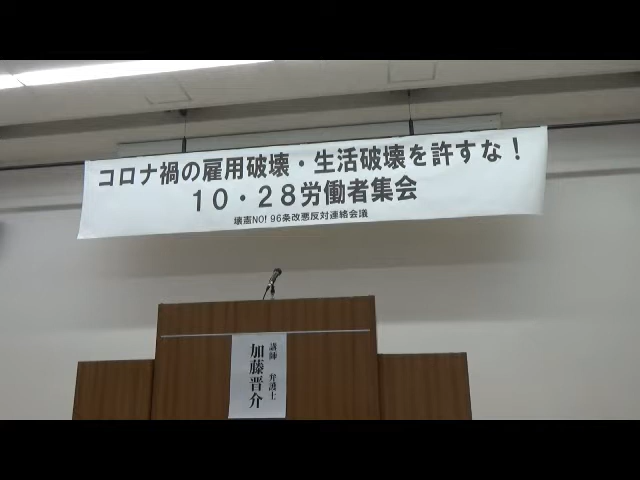 コロナ禍の雇用破壊・生活破壊を許すな!
10・28労働者集会
壊憲NO! 96条改悪反対連絡会議
講師 弁護士
加藤晋介